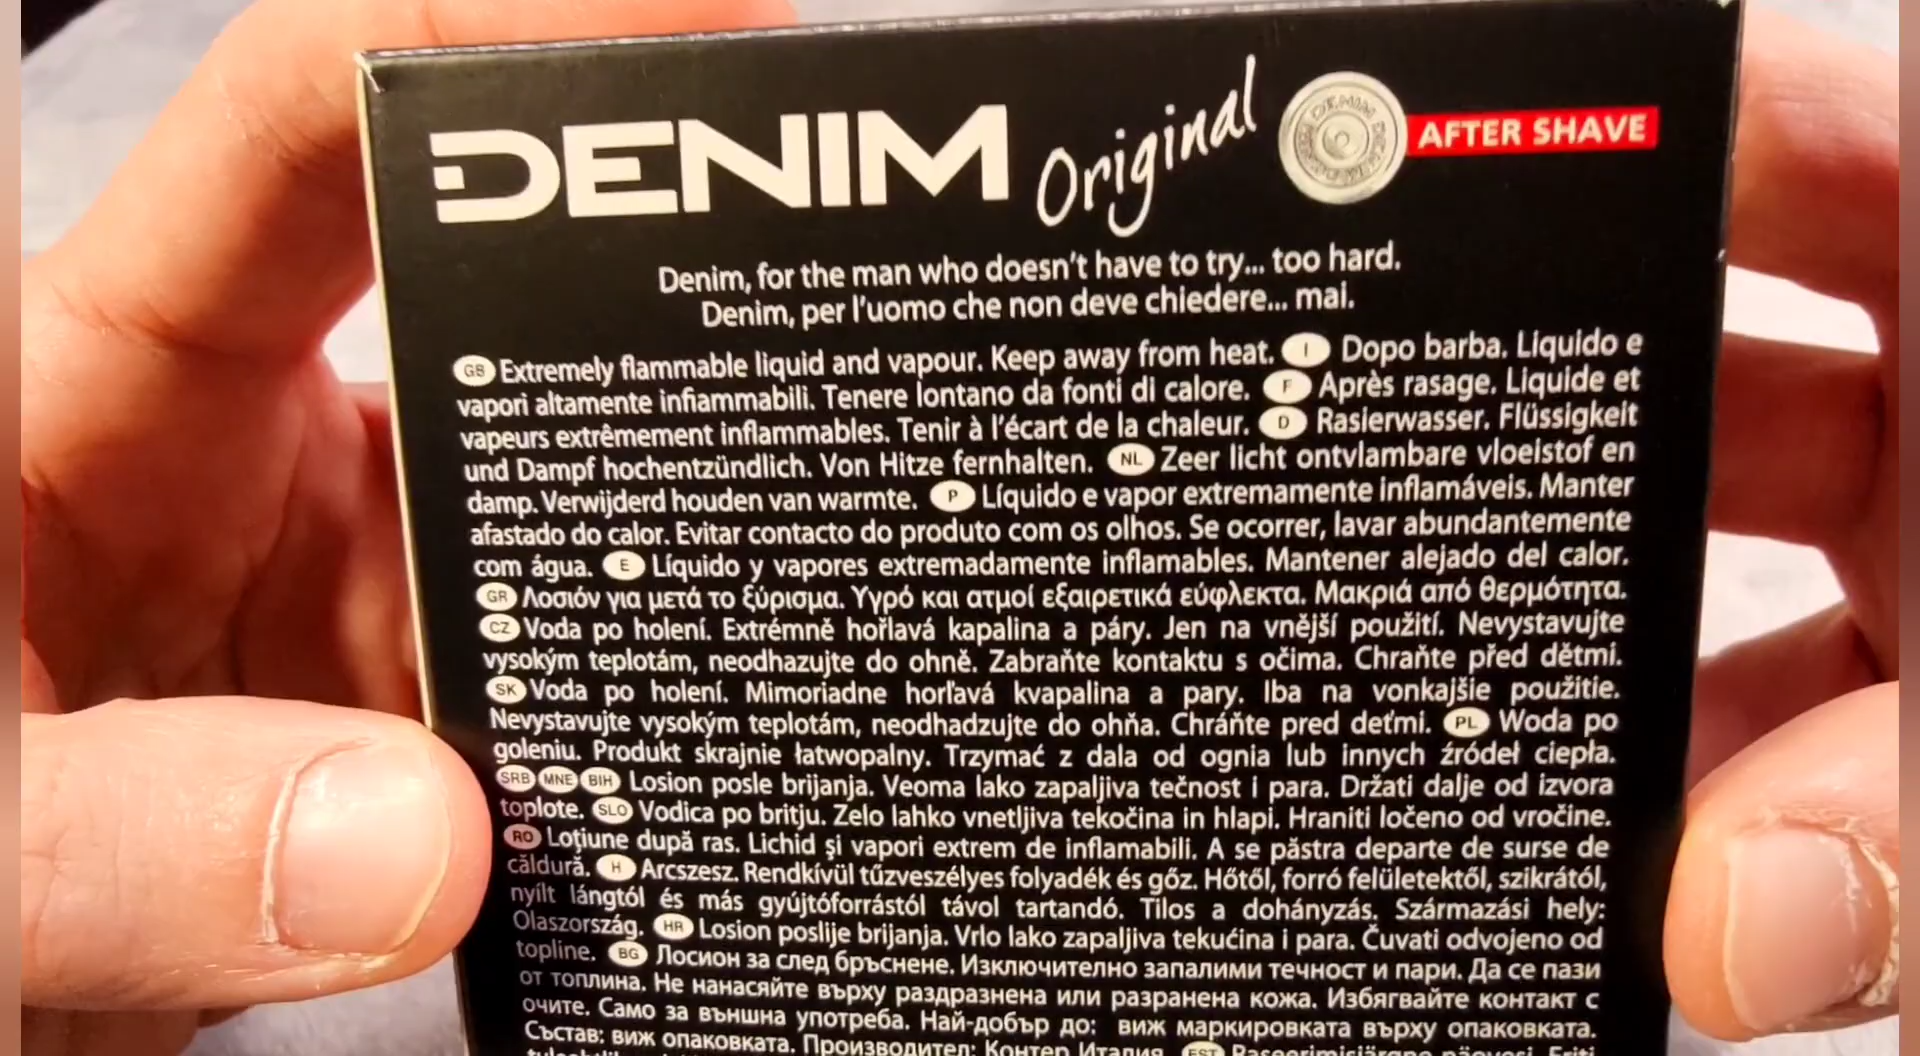 DENIM Original AFTER SHAVE
Denim, for the man who doesn't have to try... too hard.
Denim, per l'uomo che non deve chiedere... mai.
GB Extremely flammable liquid and vapour. Keep away from heat. I Dopo barba. Liquido e
vapori altamente infiammabili. Tenere lontano da fonti di calore. F Après rasage. Liquide et
vapeurs extrêmement inflammables. Tenir à l'écart de la chaleur. D Rasierwasser. Flüssigkeit
und Dampf hochentzündlich. Von Hitze fernhalten. NL Zeer licht ontvlambare vloeistof en
damp. Verwijderd houden van warmte. P Líquido e vapor extremamente inflamáveis. Manter
afastado do calor. Evitar contacto do produto com os olhos. Se ocorrer, lavar abundantemente
com água. E Líquido y vapores extremadamente inflamables. Mantener alejado del calor.
GR Λοσιόν για μετά το ξύρισμα. Υγρό και ατμοί εξαιρετικά εύφλεκτα. Μακριά από θερμότητα.
CZ Voda po holení. Extrémně hořlavá kapalina a páry. Jen na vnější použití. Nevystavujte
vysokým teplotám, neodhazujte do ohně. Zabraňte kontaktu s očima. Chraňte před dětmi.
SK Voda po holení. Mimoriadne horľavá kvapalina a pary. Iba na vonkajšie použitie.
Nevystavujte vysokým teplotám, neodhadzujte do ohňa. Chráňte pred deťmi. PL Woda po
goleniu. Produkt skrajnie łatwopalny. Trzymać z dala od ognia lub innych źródeł ciepła.
SRB MNE BIH Losion posle brijanja. Veoma lako zapaljiva tečnost i para. Držati dalje od izvora
toplote. SLO Vodica po britju. Zelo lahko vnetljiva tekočina in hlapi. Hraniti ločeno od vročine.
RO Loțiune după ras. Lichid și vapori extrem de inflamabili. A se păstra departe de surse de
căldură. H Arcszesz. Rendkívül tűzveszélyes folyadék és gőz. Hőtől, forró felületektől, szikrától,
nyílt lángtól és más gyújtóforrástól távol tartandó. Tilos a dohányzás. Származási hely:
Olaszország. HR Losion poslije brijanja. Vrlo lako zapaljiva tekućina i para. Čuvati odvojeno od
topline. BG Лосион за след бръснене. Изключително запалими течност и пари. Да се пази
от топлина. Не нанасяйте върху раздразнена или разранена кожа. Избягвайте контакт с
очите. Само за външна употреба. Най-добър до: виж маркировката върху опаковката.
Състав: виж опаковката. Производител: Контер Италия. EST